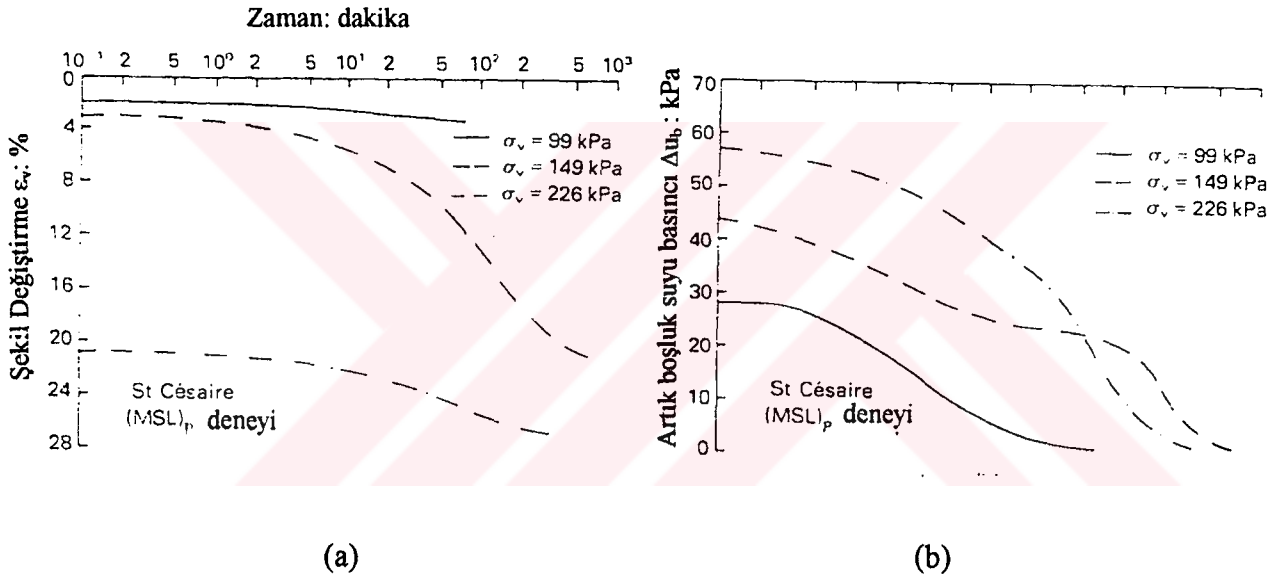 Zaman: dakika
10 ¹ 2 5 10⁰ 2 5 10¹ 2 5 10² 2 5 10³
0
4
8
12
16
20
24
28
Şekil Değiştirme εᵥ: %
σᵥ = 99 kPa
σᵥ = 149 kPa
σᵥ = 226 kPa
St Césaire
(MSL)ₚ deneyi
(a)
70
60
50
40
30
20
10
0
Artık boşluk suyu basıncı Δu_b : kPa
σᵥ = 99 kPa
σᵥ = 149 kPa
σᵥ = 226 kPa
St Césaire
(MSL)ₚ deneyi
(b)